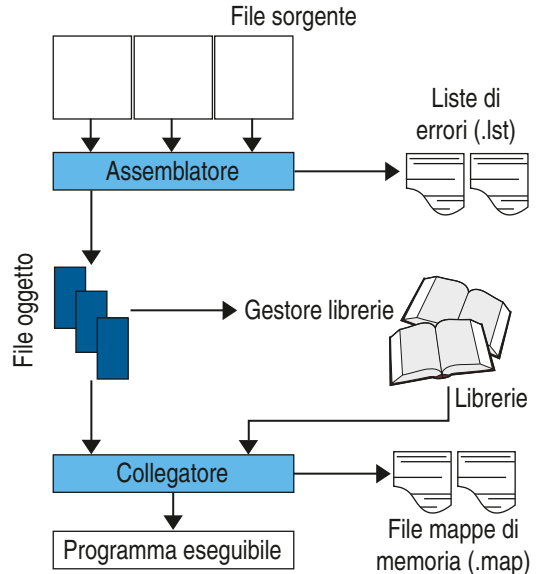 File sorgente
Liste di
errori (.lst)
Assemblatore
File oggetto
Gestore librerie
Librerie
Collegatore
Programma eseguibile
File mappe di
memoria (.map)